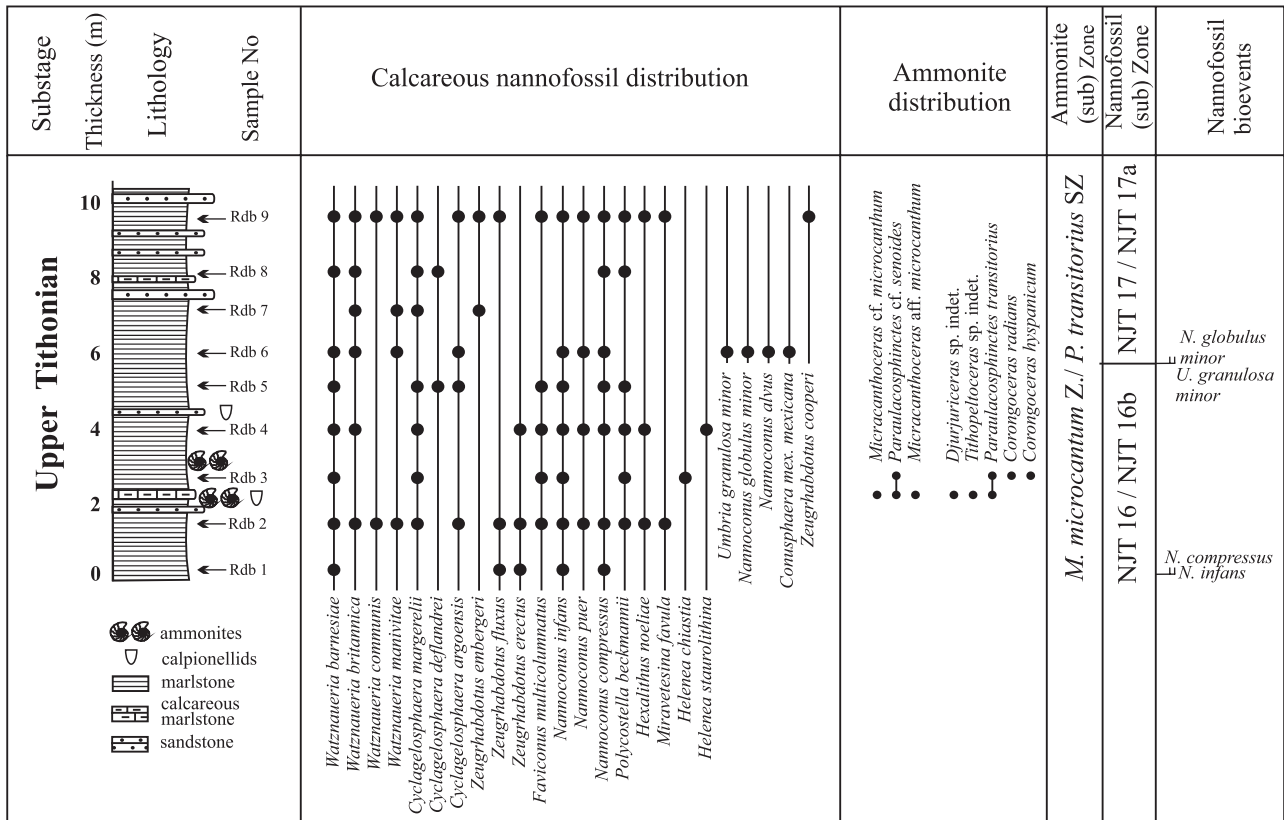 Substage
Thickness (m)
Lithology
Sample No
Calcareous nannofossil distribution
Ammonite
distribution
Ammonite
(sub) Zone
Nannofossil
(sub) Zone
Nannofossil
bioevents
Upper Tithonian
10
8
6
4
2
0
Rdb 9
Rdb 8
Rdb 7
Rdb 6
Rdb 5
Rdb 4
Rdb 3
Rdb 2
Rdb 1
ammonites
calpionellids
marlstone
calcareous
marlstone
sandstone
Watznaueria barnesiae
Watznaueria britannica
Watznaueria communis
Watznaueria manivitae
Cyclagelosphaera margerelii
Cyclagelosphaera deflandrei
Cyclagelosphaera argoensis
Zeugrhabdotus embergeri
Zeugrhabdotus fluxus
Zeugrhabdotus erectus
Faviconus multicolumnatus
Nannoconus infans
Nannoconus puer
Nannoconus compressus
Polycostella beckmannii
Hexalithus noeliae
Miravetesina favula
Helenea chiastia
Helenea staurolithina
Umbria granulosa minor
Nannoconus globulus minor
Nannoconus alvus
Conusphaera mex. mexicana
Zeugrhabdotus cooperi
Micracanthoceras cf. microcanthum
Paraulacosphinctes cf. senoides
Micracanthoceras aff. microcanthum
Djurjuriceras sp. indet.
Tithopeltoceras sp. indet.
Paraulacosphinctes transitorius
Corongoceras radians
Corongoceras hyspanicum
M. microcantum Z./ P. transitorius SZ
NJT 17 / NJT 17a
NJT 16 / NJT 16b
N. globulus
minor
U. granulosa
minor
N. compressus
N. infans